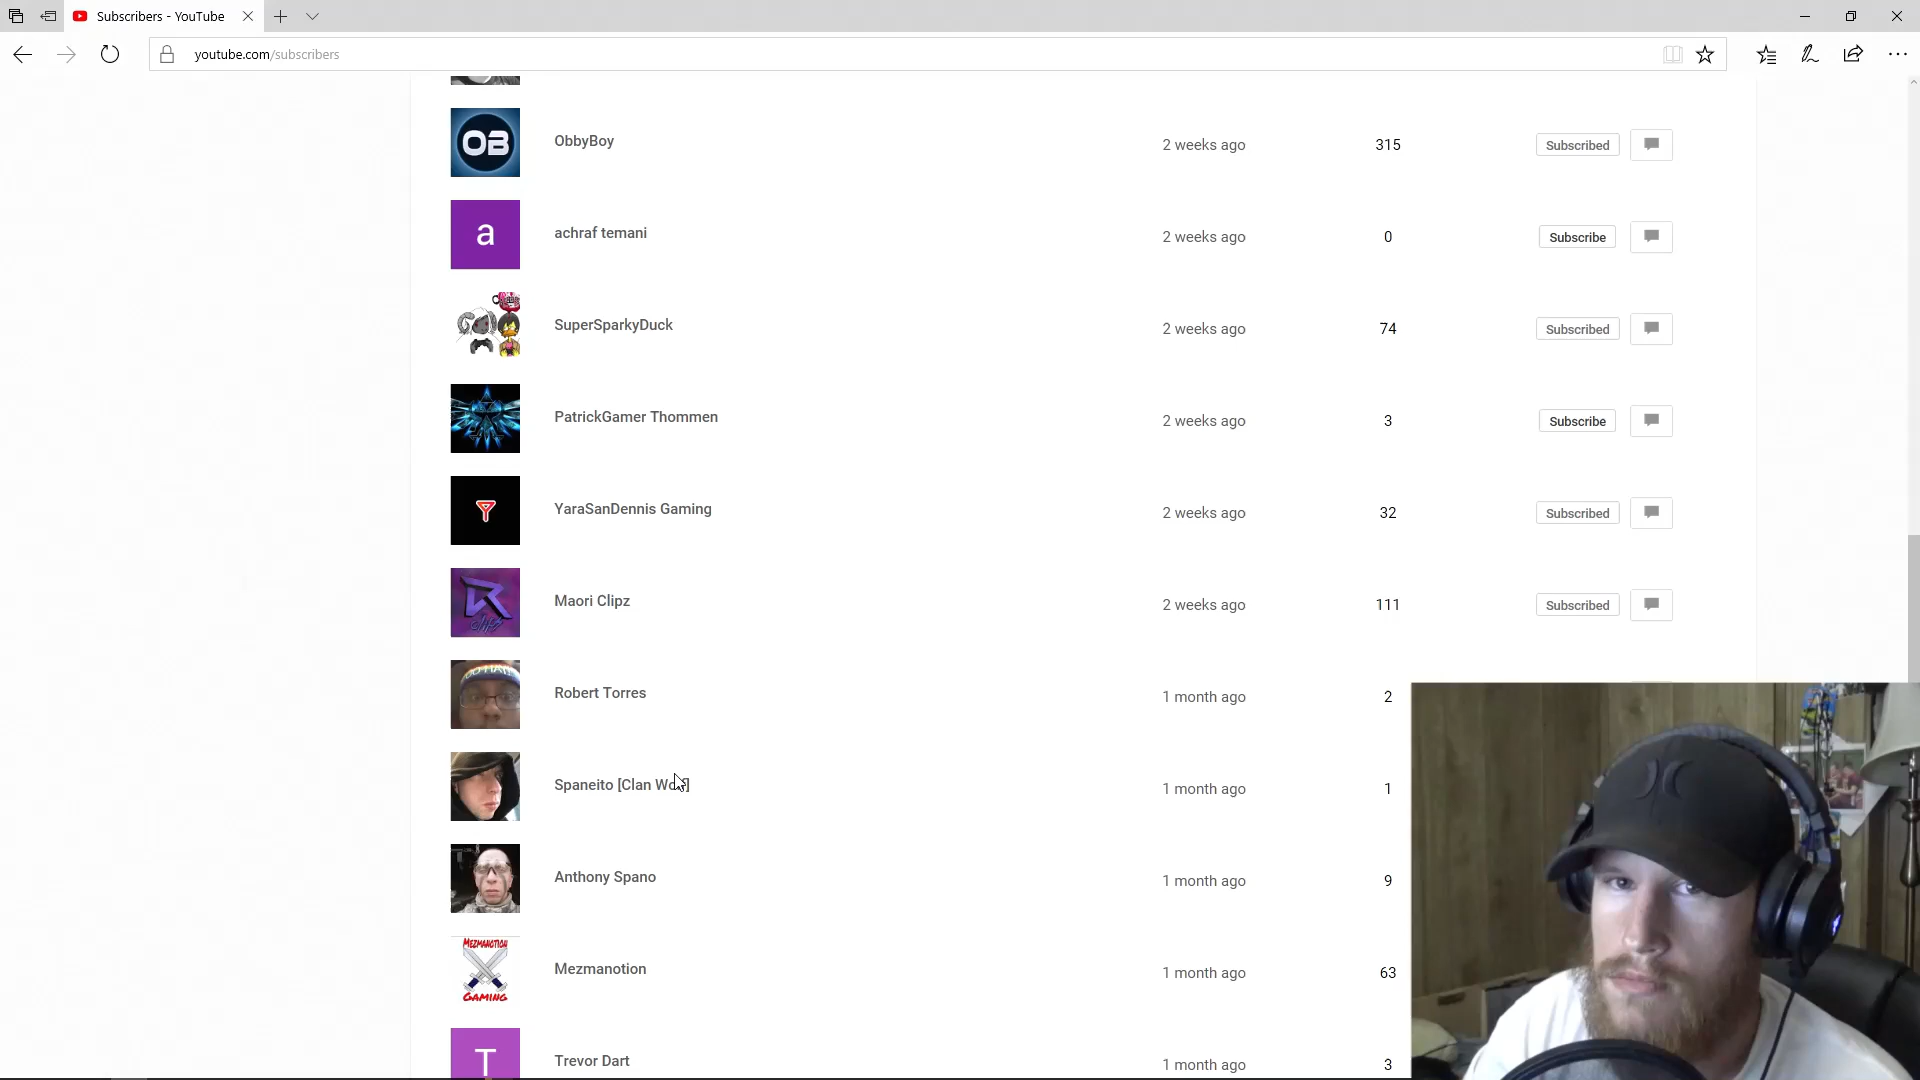 Subscribers - YouTube
youtube.com/subscribers
OB
ObbyBoy
2 weeks ago
315
Subscribed
a
achraf temani
2 weeks ago
0
Subscribe
SuperSparkyDuck
2 weeks ago
74
Subscribed
PatrickGamer Thommen
2 weeks ago
3
Subscribe
YaraSanDennis Gaming
2 weeks ago
32
Subscribed
Maori Clipz
2 weeks ago
111
Subscribed
Robert Torres
1 month ago
2
Spaneito [Clan
1 month ago
1
Anthony Spano
1 month ago
9
MEZMANOTION
GAMING
Mezmanotion
1 month ago
63
T
Trevor Dart
1 month ago
3